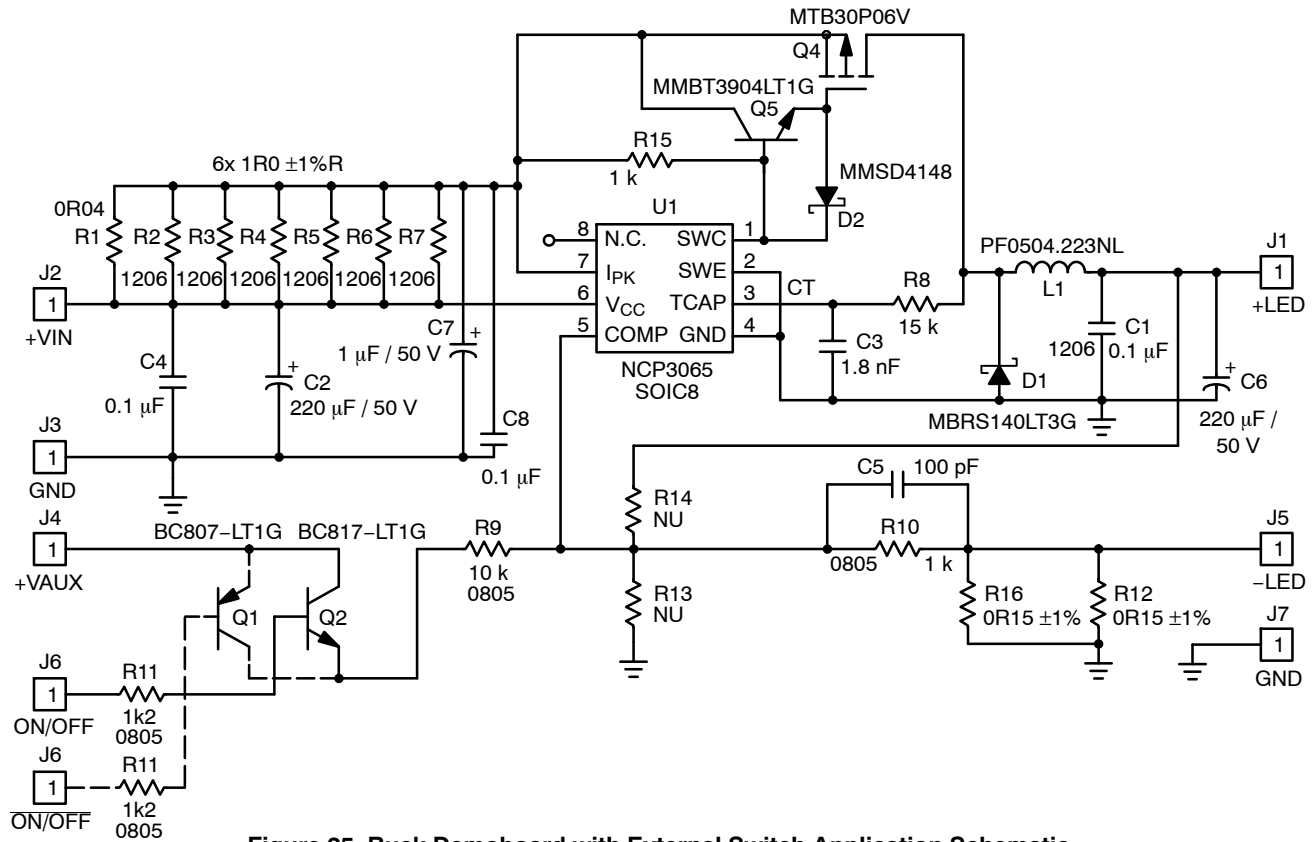 MTB30P06V
Q4
MMBT3904LT1G
Q5
R15
1 k
MMSD4148
D2
6x 1R0 ±1%R
0R04
R1 R2 R3 R4 R5 R6 R7
1206 1206 1206 1206 1206 1206
J2
1
+VIN
U1
8 N.C. SWC 1
7 IPK SWE 2
6 VCC TCAP 3
5 COMP GND 4
NCP3065
SOIC8
CT
R8
15 k
C3
1.8 nF
PF0504.223NL
L1
J1
1
+LED
C1
1206 0.1 µF
D1
MBRS140LT3G
C6
+
220 µF /
50 V
C4
0.1 µF
+
C2
220 µF / 50 V
C7
+
1 µF / 50 V
C8
0.1 µF
J3
1
GND
J4
1
+VAUX
BC807−LT1G BC817−LT1G
Q1 Q2
R9
10 k
0805
R14
NU
R13
NU
C5 100 pF
R10
0805 1 k
R16
0R15 ±1%
R12
0R15 ±1%
J5
1
−LED
J7
1
GND
J6
1
ON/OFF
R11
1k2
0805
J6
1
ON/OFF
R11
1k2
0805
Figure 25. Buck Demoboard with External Switch Application Schematic